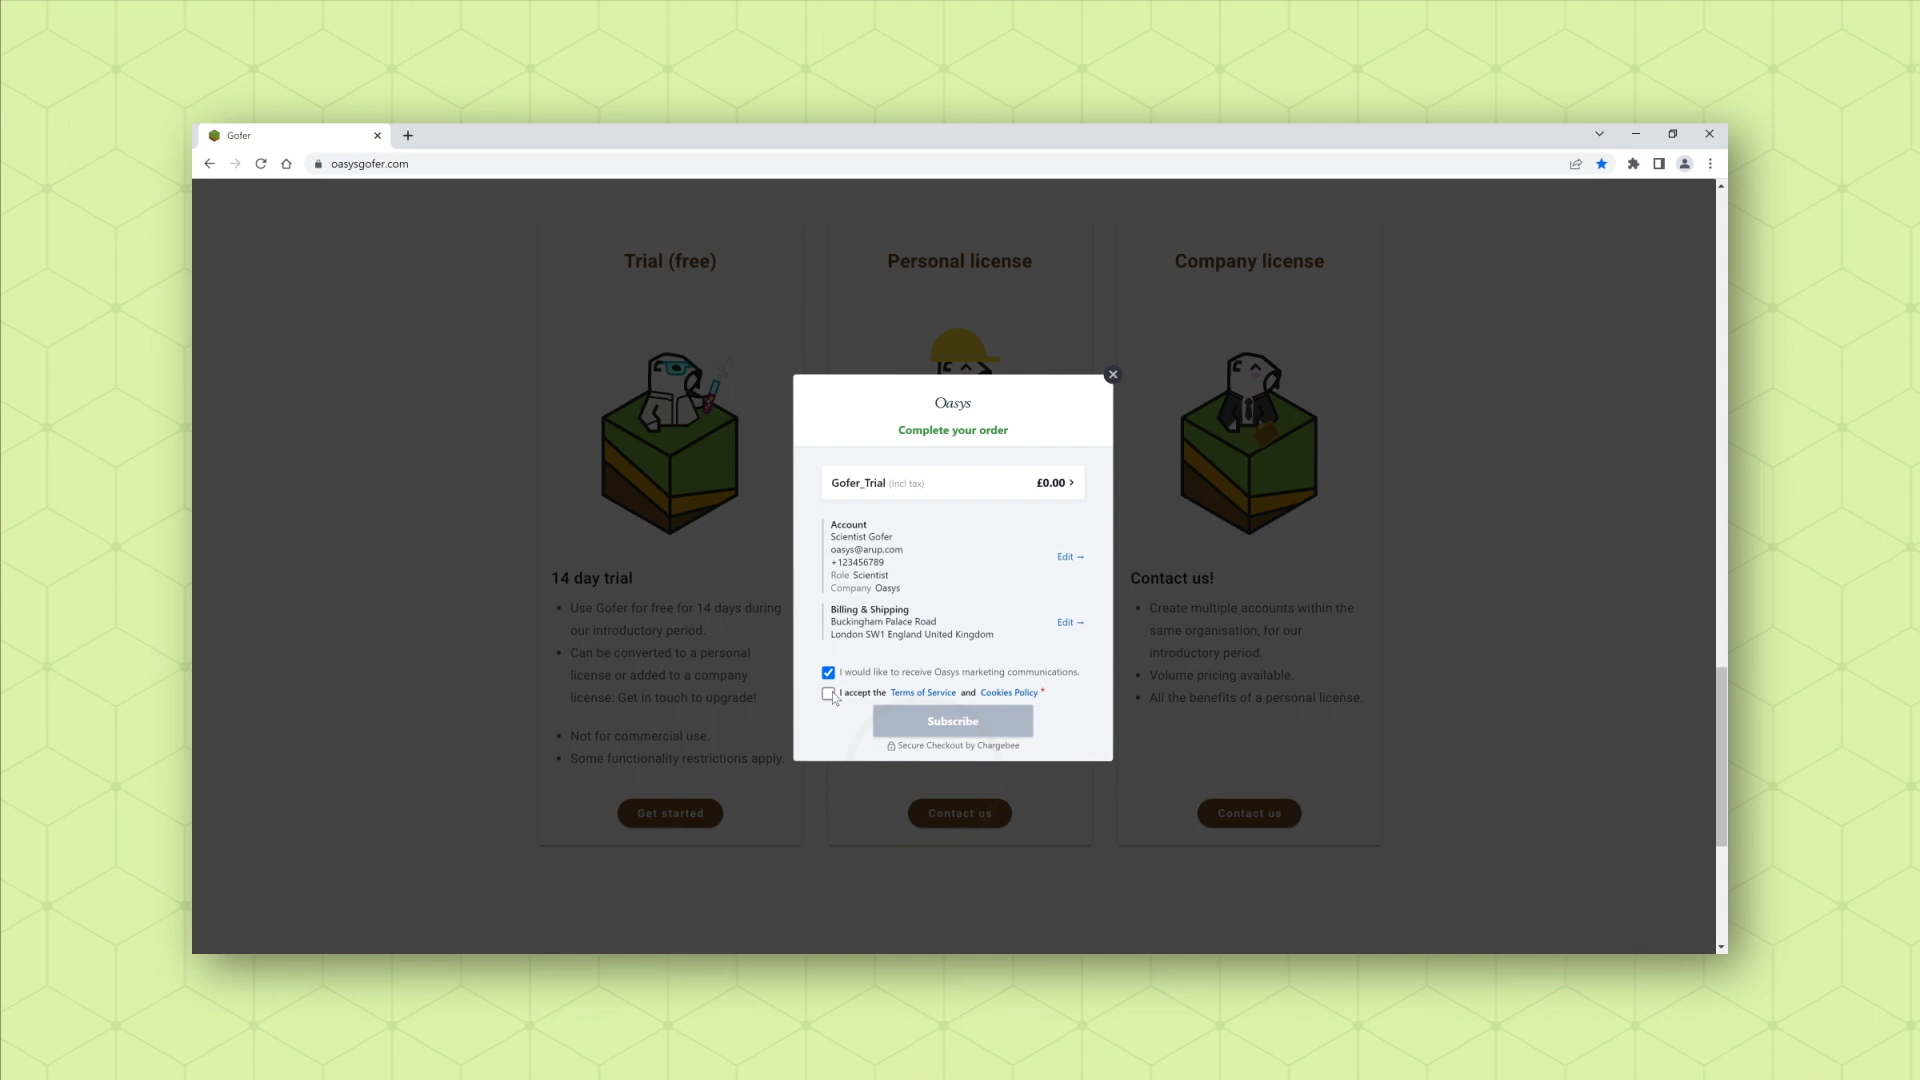 Gofer
oasysgofer.com
Trial (free)
Personal license
Company license
Oasys
Complete your order
Gofer_Trial (Incl tax) £0.00
Account
Scientist Gofer
oasys@arup.com
+123456789
Role Scientist
Company Oasys
Edit →
Billing & Shipping
Buckingham Palace Road
London SW1 England United Kingdom
Edit →
I would like to receive Oasys marketing communications.
I accept the Terms of Service and Cookies Policy *
Subscribe
Secure Checkout by Chargebee
14 day trial
• Use Gofer for free for 14 days during
our introductory period.
• Can be converted to a personal
license or added to a company
license: Get in touch to upgrade!
• Not for commercial use.
• Some functionality restrictions apply.
Get started
Contact us
Contact us!
• Create multiple accounts within the
same organisation, for our
introductory period.
• Volume pricing available.
• All the benefits of a personal license.
Contact us